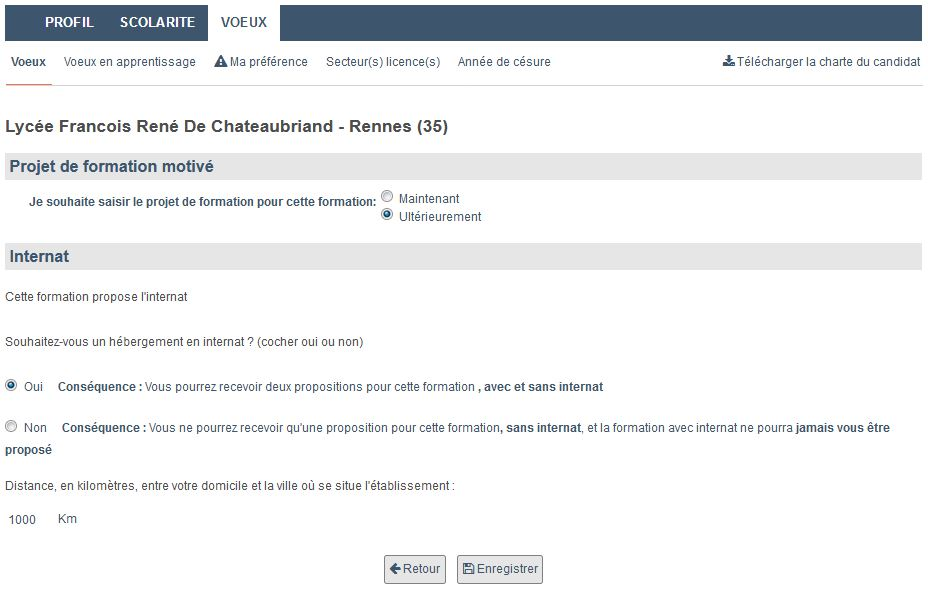 PROFIL SCOLARITE VOEUX
Voeux Voeux en apprentissage Ma préférence Secteur(s) licence(s) Année de césure Télécharger la charte du candidat
Lycée Francois René De Chateaubriand - Rennes (35)
Projet de formation motivé
Je souhaite saisir le projet de formation pour cette formation: Maintenant
Ultérieurement
Internat
Cette formation propose l'internat
Souhaitez-vous un hébergement en internat ? (cocher oui ou non)
Oui Conséquence : Vous pourrez recevoir deux propositions pour cette formation , avec et sans internat
Non Conséquence : Vous ne pourrez recevoir qu'une proposition pour cette formation, sans internat, et la formation avec internat ne pourra jamais vous être
proposé
Distance, en kilomètres, entre votre domicile et la ville où se situe l'établissement :
1000 Km
Retour Enregistrer